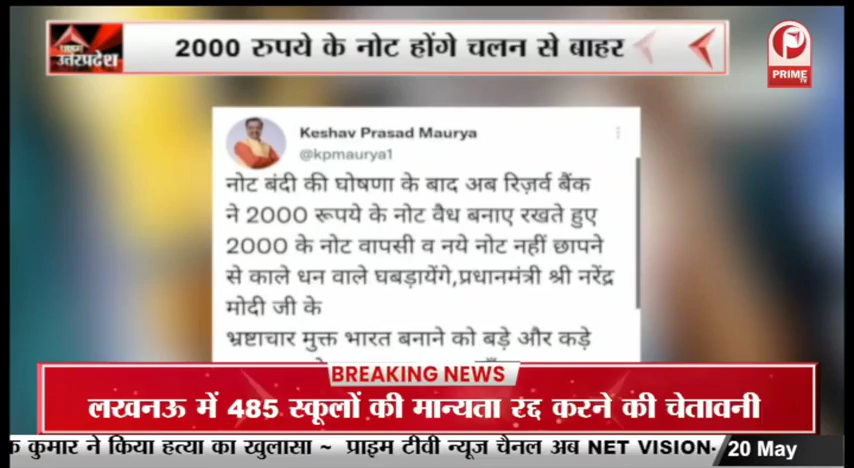 प्राइम
उत्तरप्रदेश
2000 रुपये के नोट होंगे चलन से बाहर
PRIME
TV
Keshav Prasad Maurya
@kpmaurya1
नोट बंदी की घोषणा के बाद अब रिज़र्व बैंक
ने 2000 रूपये के नोट वैध बनाए रखते हुए
2000 के नोट वापसी व नये नोट नहीं छापने
से काले धन वाले घबड़ायेंगे,प्रधानमंत्री श्री नरेंद्र
मोदी जी के
भ्रष्टाचार मुक्त भारत बनाने को बड़े और कड़े
BREAKING NEWS
लखनऊ में 485 स्कूलों की मान्यता रद्द करने की चेतावनी
कुमार ने किया हत्या का खुलासा ~ प्राइम टीवी न्यूज चैनल अब NET VISION-
20 May